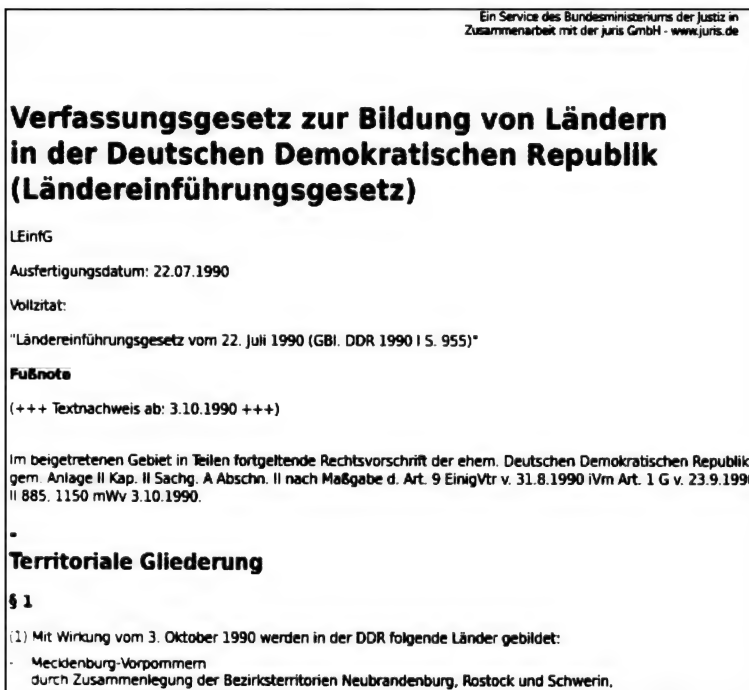 Ein Service des Bundesministeriums der Justiz in
Zusammenarbeit mit der juris GmbH - www.juris.de
Verfassungsgesetz zur Bildung von Ländern
in der Deutschen Demokratischen Republik
(Ländereinführungsgesetz)
LEinfG
Ausfertigungsdatum: 22.07.1990
Vollzitat:
"Ländereinführungsgesetz vom 22. Juli 1990 (GBl. DDR 1990 I S. 955)"
Fußnote
(+++ Textnachweis ab: 3.10.1990 +++)
Im beigetretenen Gebiet in Teilen fortgeltende Rechtsvorschrift der ehem. Deutschen Demokratischen Republik
gem. Anlage II Kap. II Sachg. A Abschn. II nach Maßgabe d. Art. 9 EinigVtr v. 31.8.1990 iVm Art. 1 G v. 23.9.1990
II 885, 1150 mWv 3.10.1990.
-
Territoriale Gliederung
§ 1
(1) Mit Wirkung vom 3. Oktober 1990 werden in der DDR folgende Länder gebildet:
- Mecklenburg-Vorpommern
durch Zusammenlegung der Bezirksterritorien Neubrandenburg, Rostock und Schwerin,